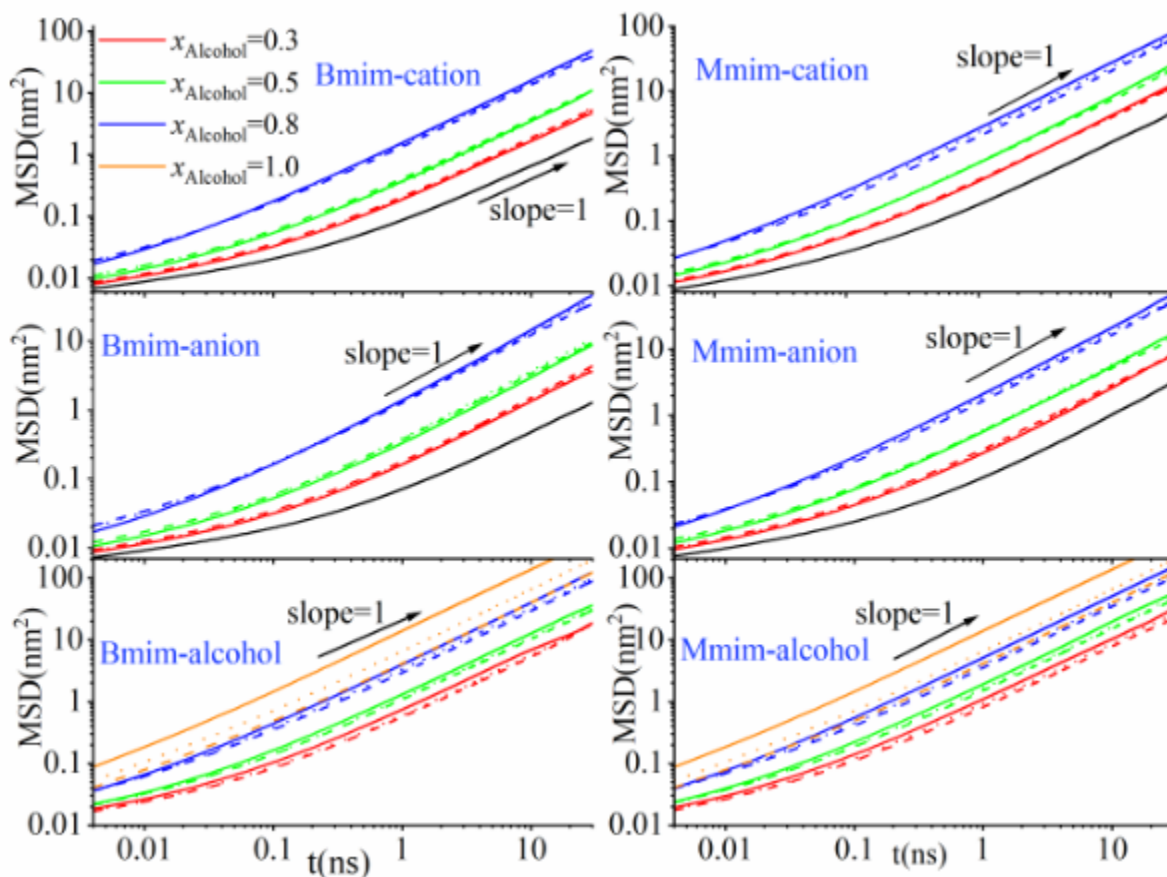 MSD(nm²)
100
10
1
0.1
0.01
x_Alcohol=0.3
x_Alcohol=0.5
x_Alcohol=0.8
x_Alcohol=1.0
Bmim-cation
slope=1
MSD(nm²)
100
10
1
0.1
0.01
Mmim-cation
slope=1
MSD(nm²)
10
1
0.1
0.01
Bmim-anion
slope=1
MSD(nm²)
10
1
0.1
0.01
Mmim-anion
slope=1
MSD(nm²)
100
10
1
0.1
0.01
Bmim-alcohol
slope=1
0.01 0.1 1 10
t(ns)
MSD(nm²)
100
10
1
0.1
0.01
Mmim-alcohol
slope=1
0.01 0.1 1 10
t(ns)